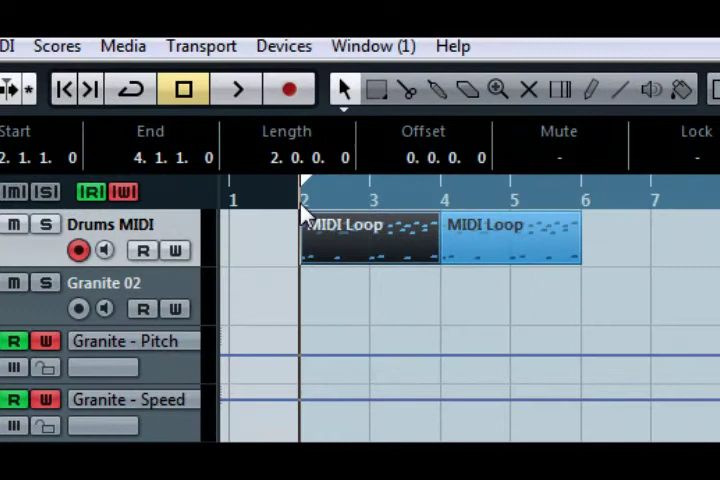 DI Scores Media Transport Devices Window (1) Help
Start End Length Offset Mute Lock
2. 1. 1. 0 4. 1. 1. 0 2. 0. 0. 0 0. 0. 0. 0 - -
M S R W 1 2 3 4 5 6 7
M S Drums MIDI MIDI Loop MIDI Loop
R W
M S Granite 02
R W
R W Granite - Pitch
R W Granite - Speed